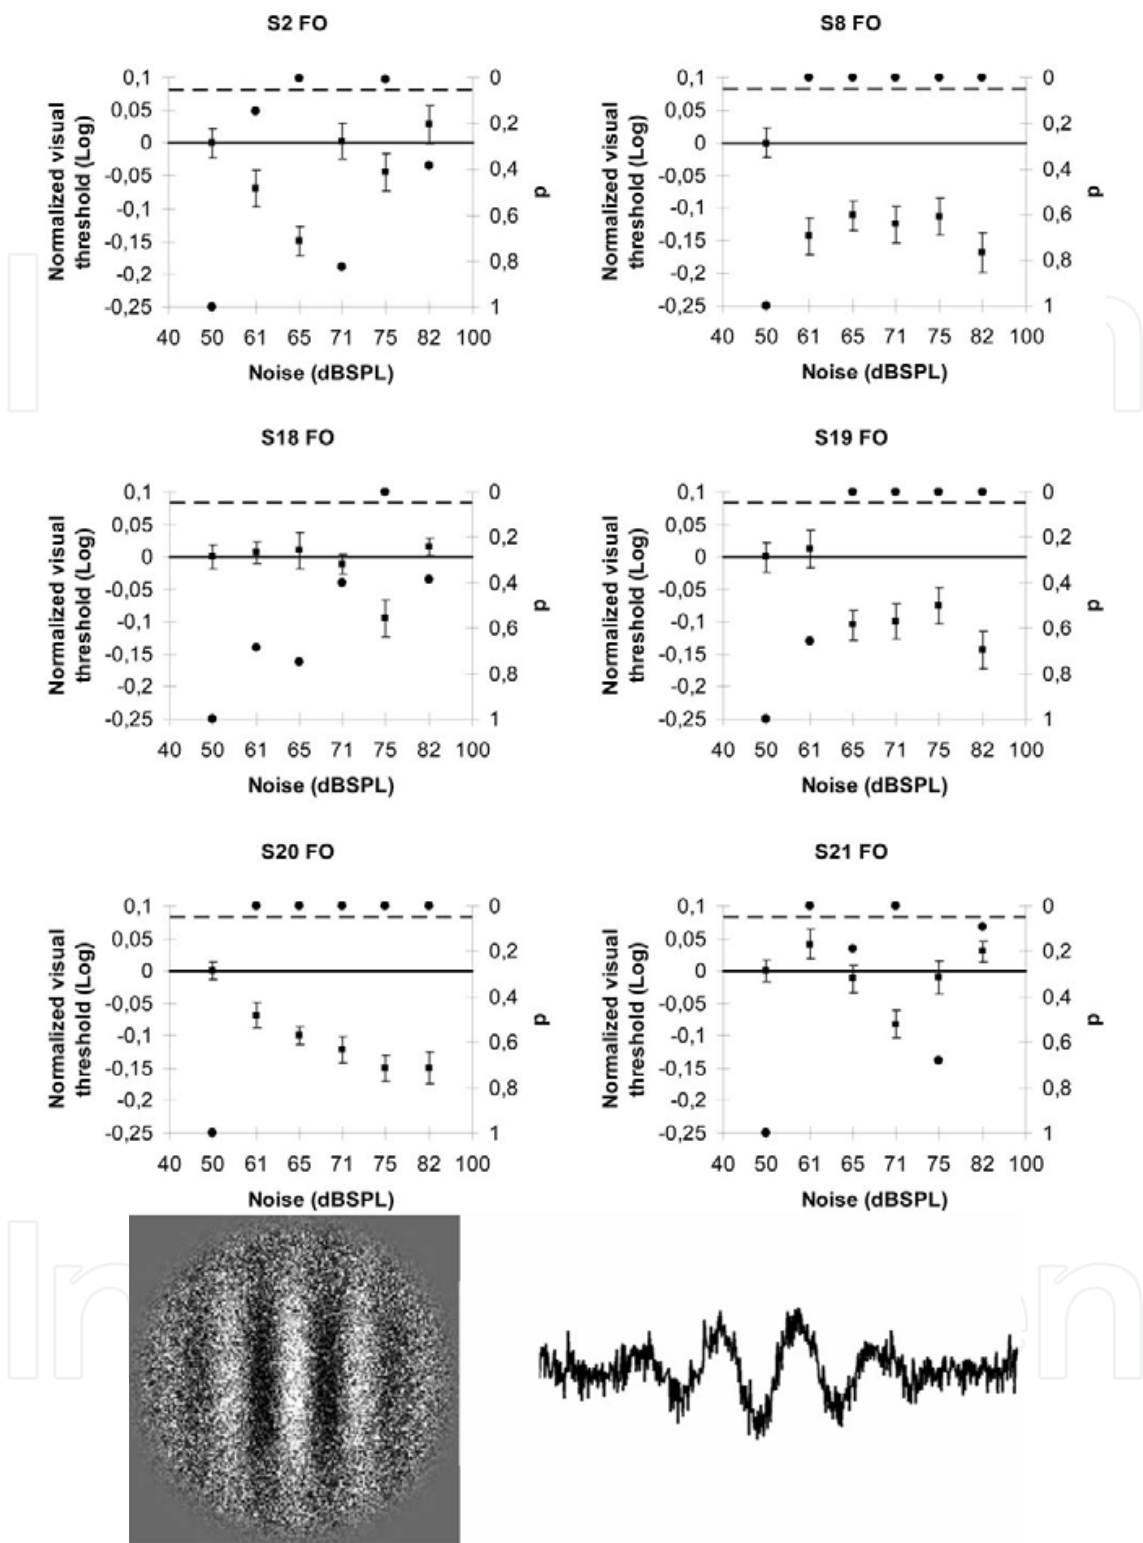 S2 FO
S8 FO
0,1
0,05
0
-0,05
-0,1
-0,15
-0,2
-0,25
Normalized visual
threshold (Log)
0
0,2
0,4
0,6
0,8
1
p
40 50 61 65 71 75 82 100
Noise (dBSPL)
0,1
0,05
0
-0,05
-0,1
-0,15
-0,2
-0,25
Normalized visual
threshold (Log)
0
0,2
0,4
0,6
0,8
1
p
40 50 61 65 71 75 82 100
Noise (dBSPL)
S18 FO
S19 FO
0,1
0,05
0
-0,05
-0,1
-0,15
-0,2
-0,25
Normalized visual
threshold (Log)
0
0,2
0,4
0,6
0,8
1
p
40 50 61 65 71 75 82 100
Noise (dBSPL)
0,1
0,05
0
-0,05
-0,1
-0,15
-0,2
-0,25
Normalized visual
threshold (Log)
0
0,2
0,4
0,6
0,8
1
p
40 50 61 65 71 75 82 100
Noise (dBSPL)
S20 FO
S21 FO
0,1
0,05
0
-0,05
-0,1
-0,15
-0,2
-0,25
Normalized visual
threshold (Log)
0
0,2
0,4
0,6
0,8
1
p
40 50 61 65 71 75 82 100
Noise (dBSPL)
0,1
0,05
0
-0,05
-0,1
-0,15
-0,2
-0,25
Normalized visual
threshold (Log)
0
0,2
0,4
0,6
0,8
1
p
40 50 61 65 71 75 82 100
Noise (dBSPL)